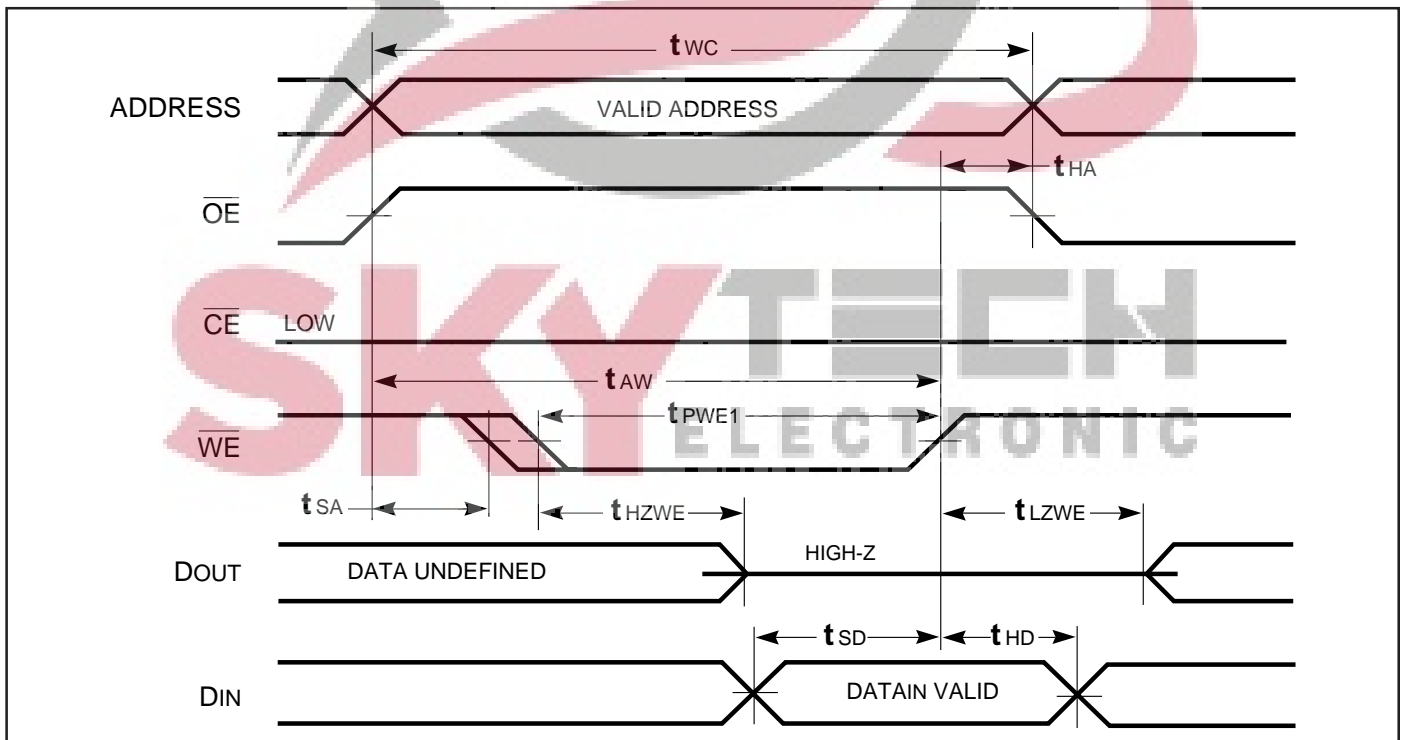 tWC
ADDRESS
VALID ADDRESS
tHA
OE
CE
LOW
tAW
tPWE1
WE
tSA
tHZWE
tLZWE
DOUT
DATA UNDEFINED
HIGH-Z
tSD
tHD
DIN
DATAIN VALID
SKYTECH
ELECTRONIC